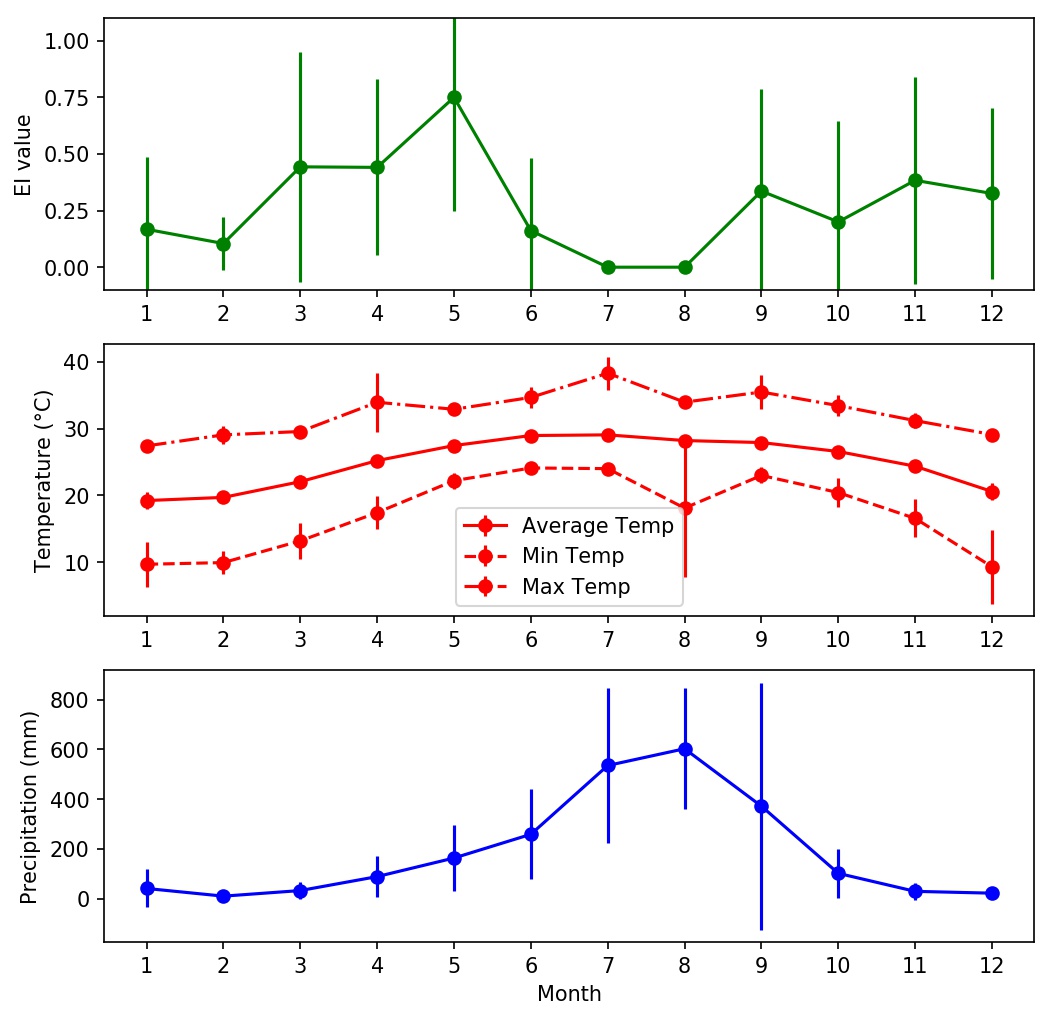 EI value
1.00
0.75
0.50
0.25
0.00
1 2 3 4 5 6 7 8 9 10 11 12
Temperature (°C)
40
30
20
10
Average Temp
Min Temp
Max Temp
1 2 3 4 5 6 7 8 9 10 11 12
Precipitation (mm)
800
600
400
200
0
1 2 3 4 5 6 7 8 9 10 11 12
Month